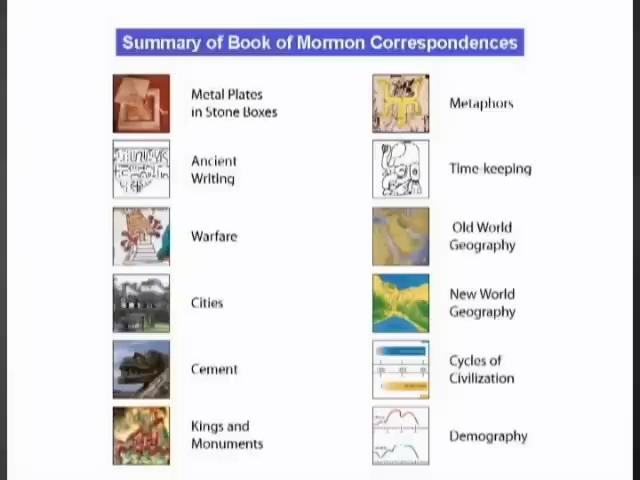 Summary of Book of Mormon Correspondences
Metal Plates
in Stone Boxes
Ancient
Writing
Warfare
Cities
Cement
Kings and
Monuments
Metaphors
Time-keeping
Old World
Geography
New World
Geography
Cycles of
Civilization
Demography